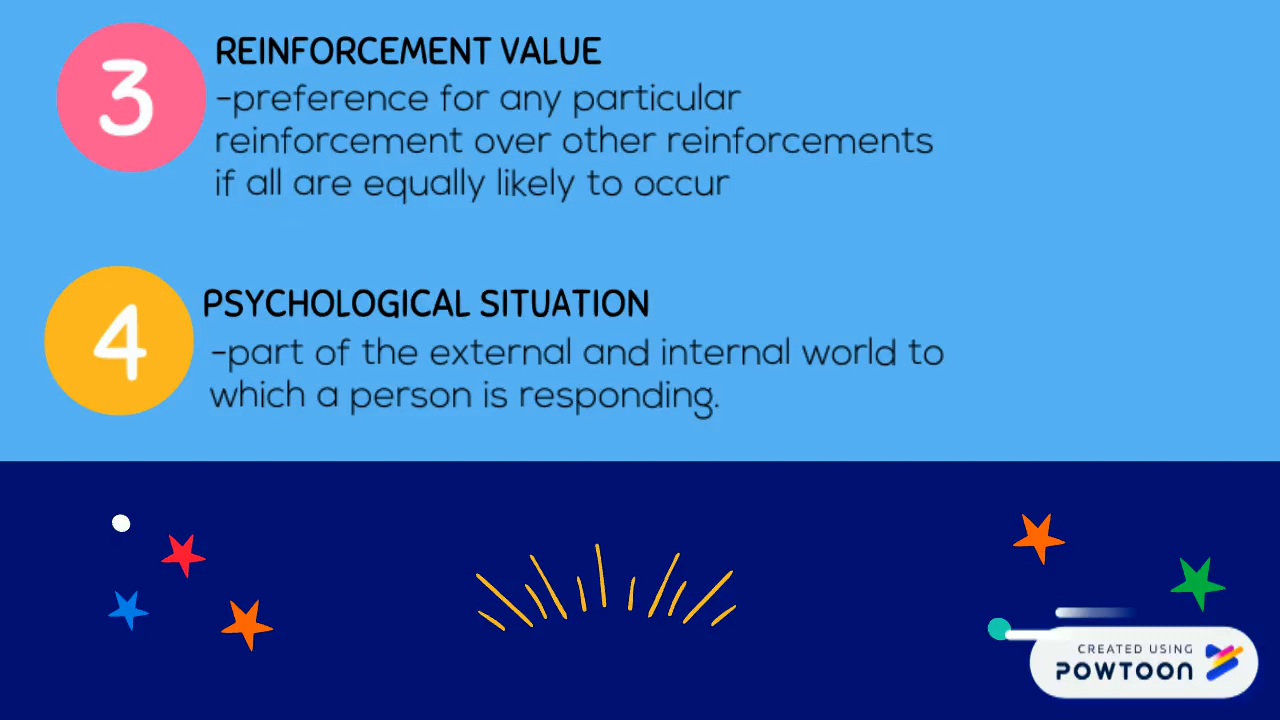 3
REINFORCEMENT VALUE
-preference for any particular
reinforcement over other reinforcements
if all are equally likely to occur
4
PSYCHOLOGICAL SITUATION
-part of the external and internal world to
which a person is responding.
CREATED USING
POWTOON